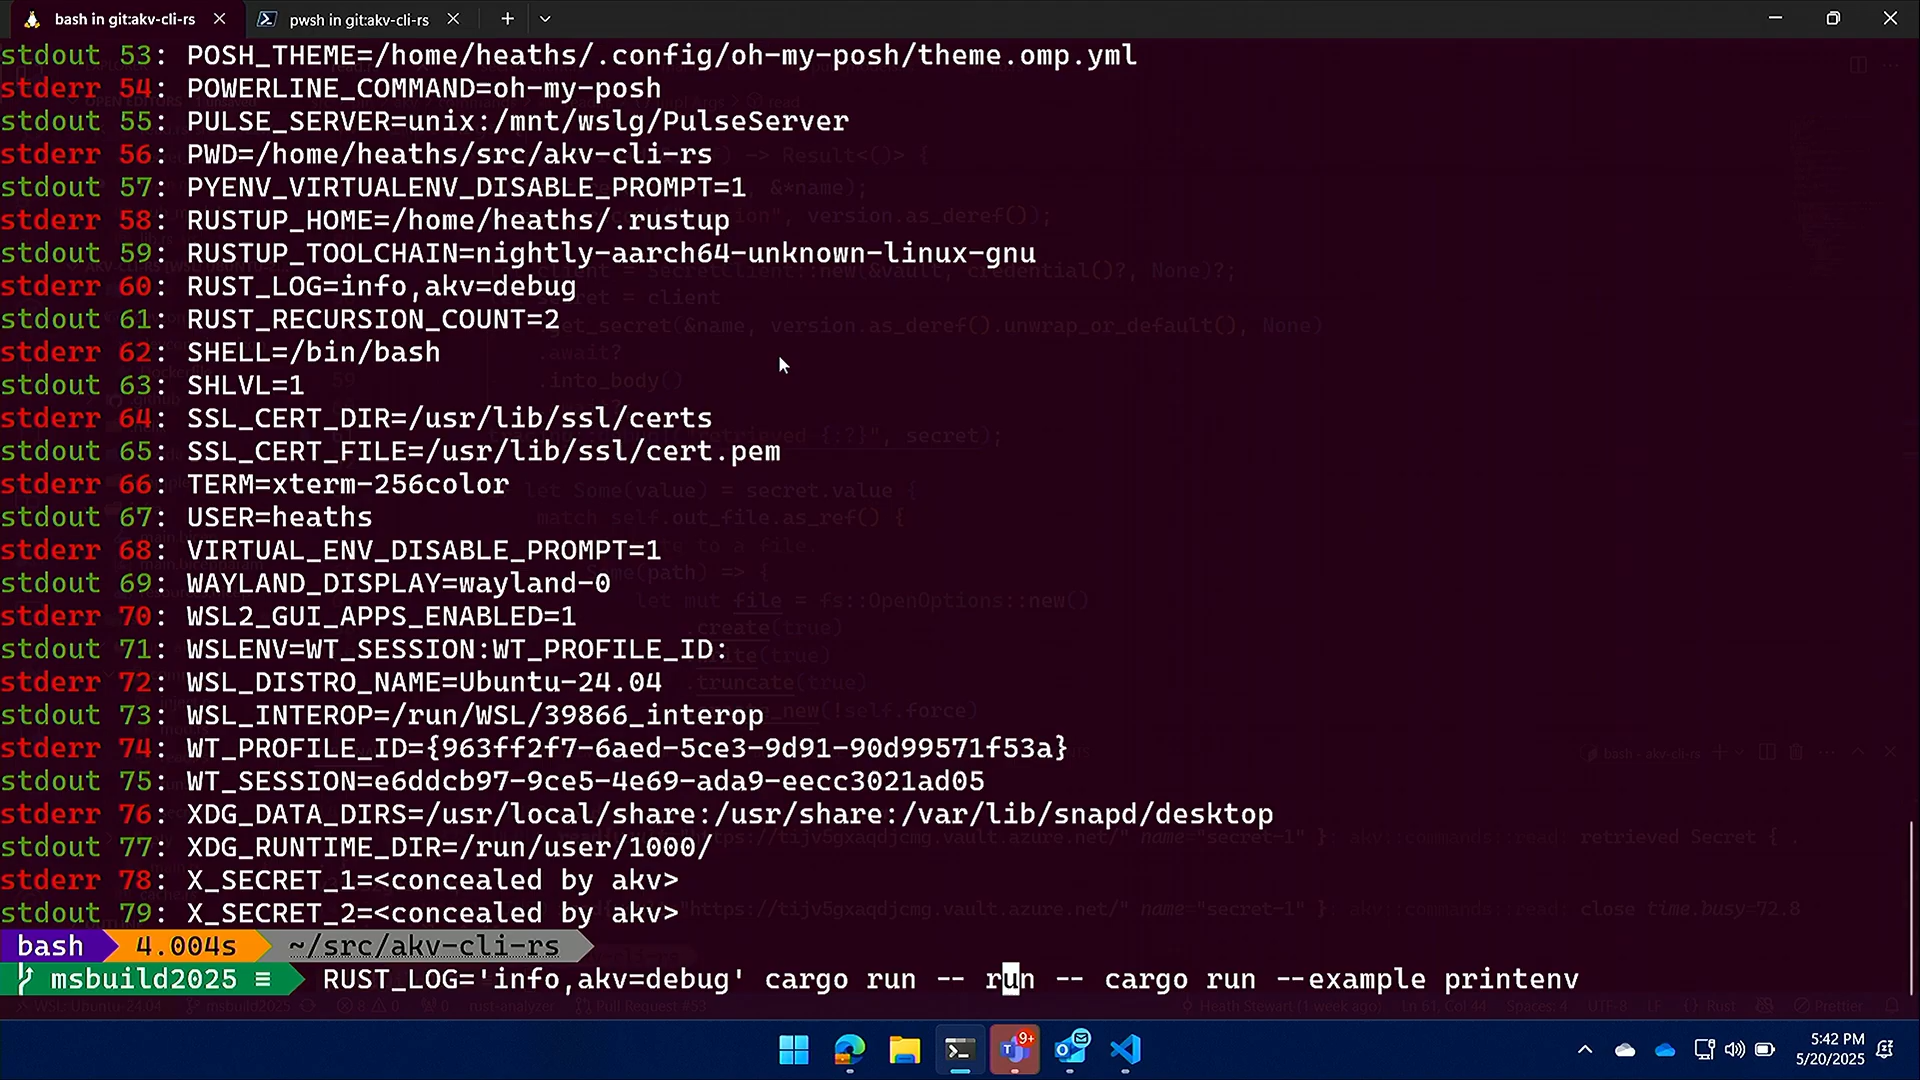 bash in git:akv-cli-rs
pwsh in git:akv-cli-rs
stdout 53: POSH_THEME=/home/heaths/.config/oh-my-posh/theme.omp.yml
stderr 54: POWERLINE_COMMAND=oh-my-posh
stdout 55: PULSE_SERVER=unix:/mnt/wslg/PulseServer
stderr 56: PWD=/home/heaths/src/akv-cli-rs
stdout 57: PYENV_VIRTUALENV_DISABLE_PROMPT=1
stderr 58: RUSTUP_HOME=/home/heaths/.rustup
stdout 59: RUSTUP_TOOLCHAIN=nightly-aarch64-unknown-linux-gnu
stderr 60: RUST_LOG=info,akv=debug
stdout 61: RUST_RECURSION_COUNT=2
stderr 62: SHELL=/bin/bash
stdout 63: SHLVL=1
stderr 64: SSL_CERT_DIR=/usr/lib/ssl/certs
stdout 65: SSL_CERT_FILE=/usr/lib/ssl/cert.pem
stderr 66: TERM=xterm-256color
stdout 67: USER=heaths
stderr 68: VIRTUAL_ENV_DISABLE_PROMPT=1
stdout 69: WAYLAND_DISPLAY=wayland-0
stderr 70: WSL2_GUI_APPS_ENABLED=1
stdout 71: WSLENV=WT_SESSION:WT_PROFILE_ID:
stderr 72: WSL_DISTRO_NAME=Ubuntu-24.04
stdout 73: WSL_INTEROP=/run/WSL/39866_interop
stderr 74: WT_PROFILE_ID={963ff2f7-6aed-5ce3-9d91-90d99571f53a}
stdout 75: WT_SESSION=e6ddcb97-9ce5-4e69-ada9-eecc3021ad05
stderr 76: XDG_DATA_DIRS=/usr/local/share:/usr/share:/var/lib/snapd/desktop
stdout 77: XDG_RUNTIME_DIR=/run/user/1000/
stderr 78: X_SECRET_1=<concealed by akv>
stdout 79: X_SECRET_2=<concealed by akv>
bash 4.004s ~/src/akv-cli-rs
msbuild2025 ≡ RUST_LOG='info,akv=debug' cargo run -- run -- cargo run --example printenv
9+
5:42 PM
5/20/2025